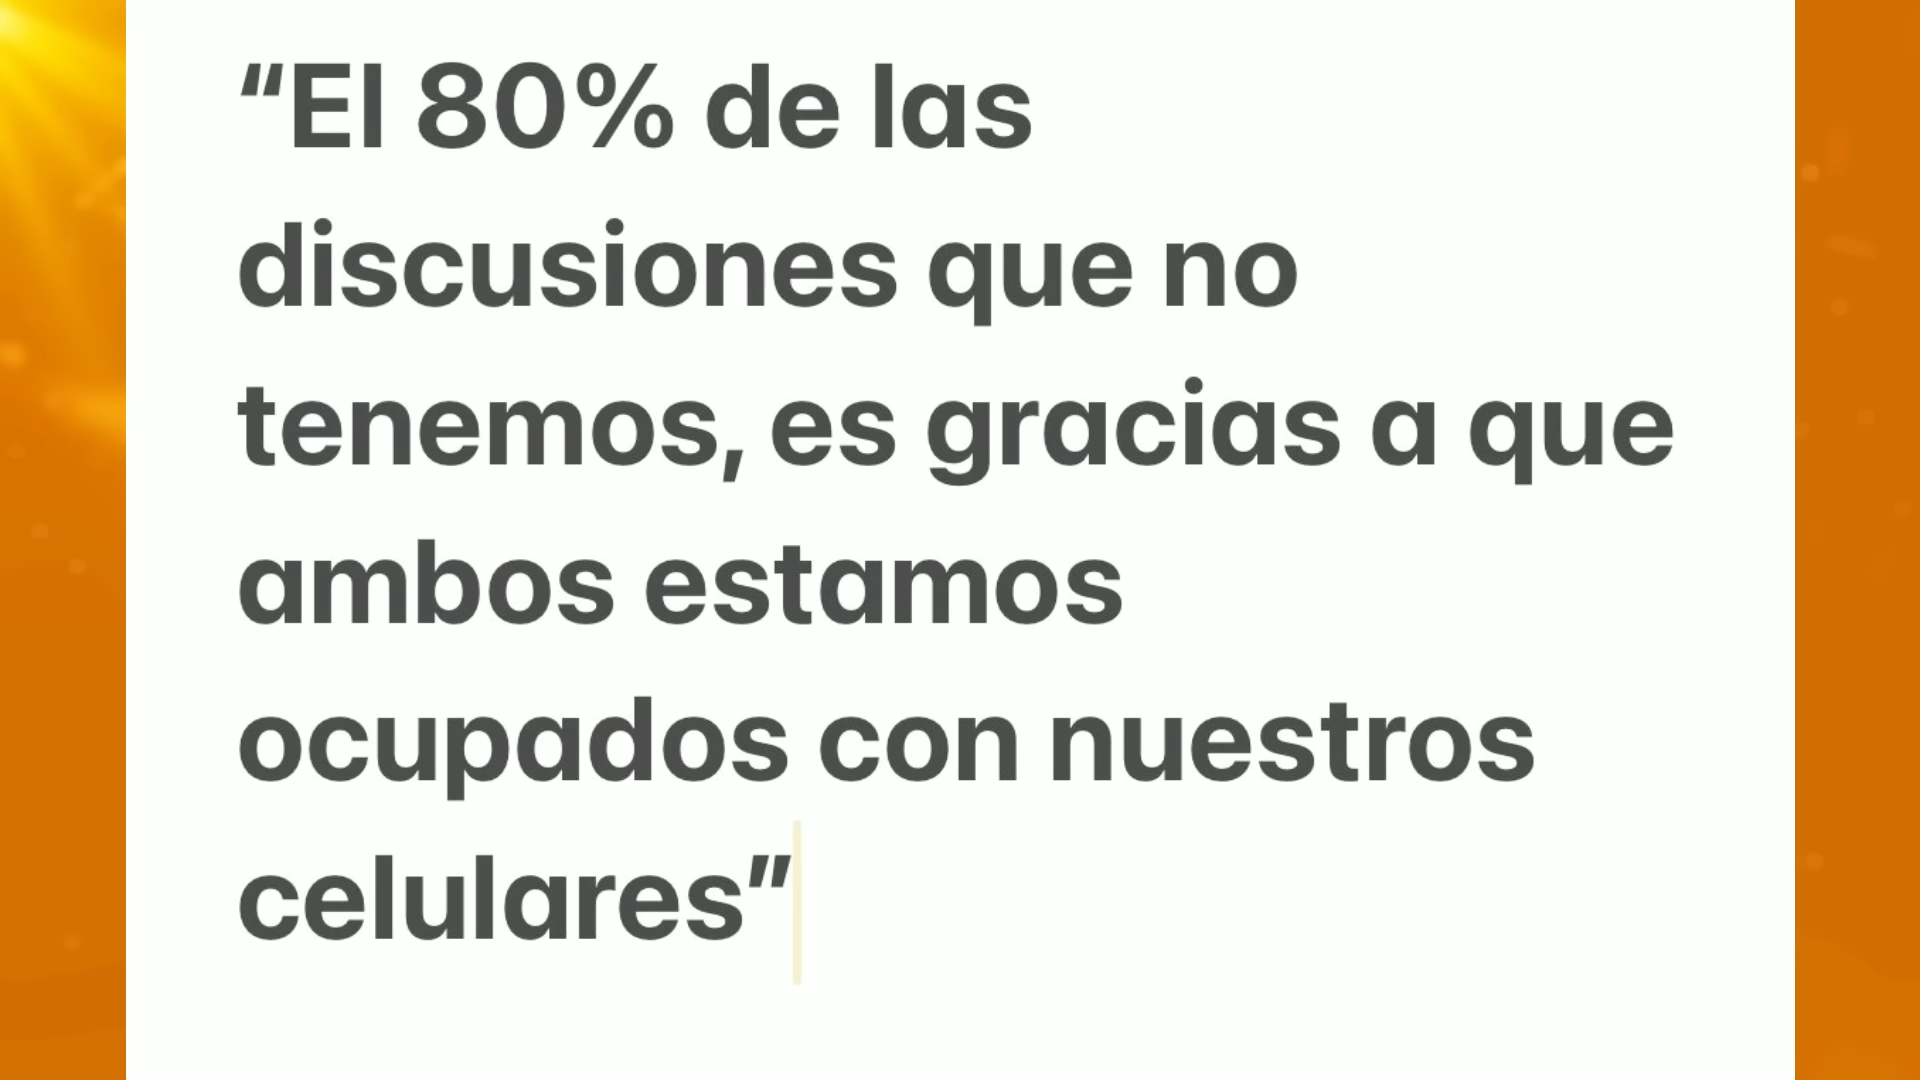 “El 80% de las
discusiones que no
tenemos, es gracias a que
ambos estamos
ocupados con nuestros
celulares”